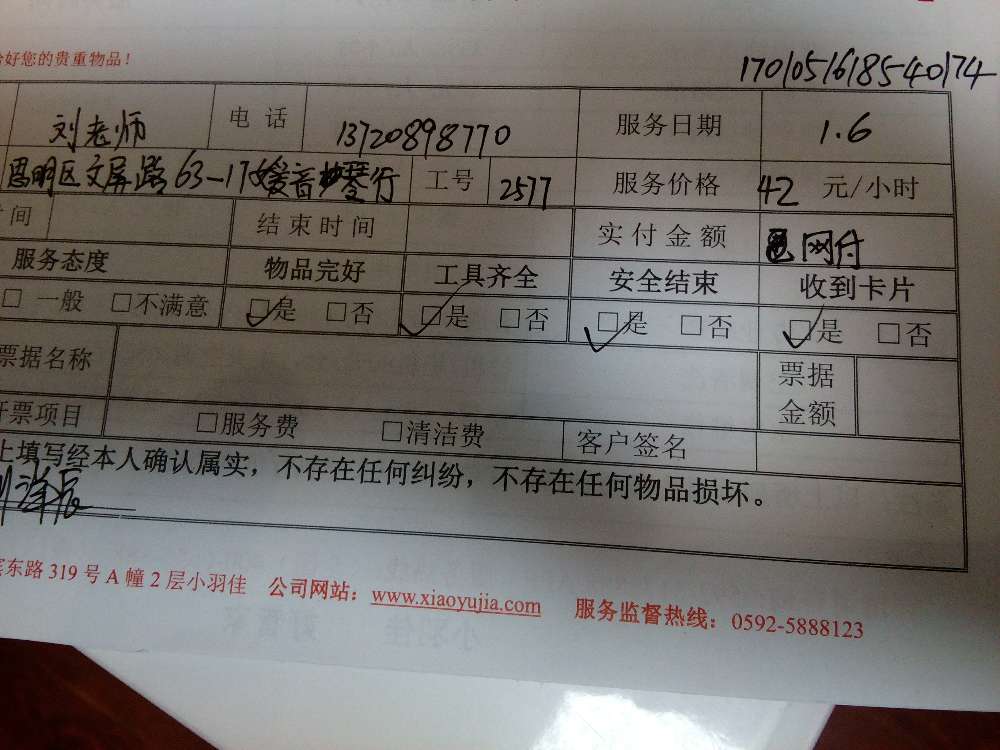 好您的贵重物品！
1701051618540174
刘老师 电话 13720898770 服务日期 1.6
思明区文屏路63-17媛音琴行 工号 2577 服务价格 42 元/小时
时间 结束时间 实付金额 网付
服务态度 物品完好 工具齐全 安全结束 收到卡片
□一般 □不满意 □是 □否 □是 □否 □是 □否 □是 □否
票据名称 票据金额
开票项目 □服务费 □清洁费 客户签名
上填写经本人确认属实，不存在任何纠纷，不存在任何物品损坏。
东路319号A幢2层小羽佳 公司网站：www.xiaoyujia.com 服务监督热线：0592-5888123